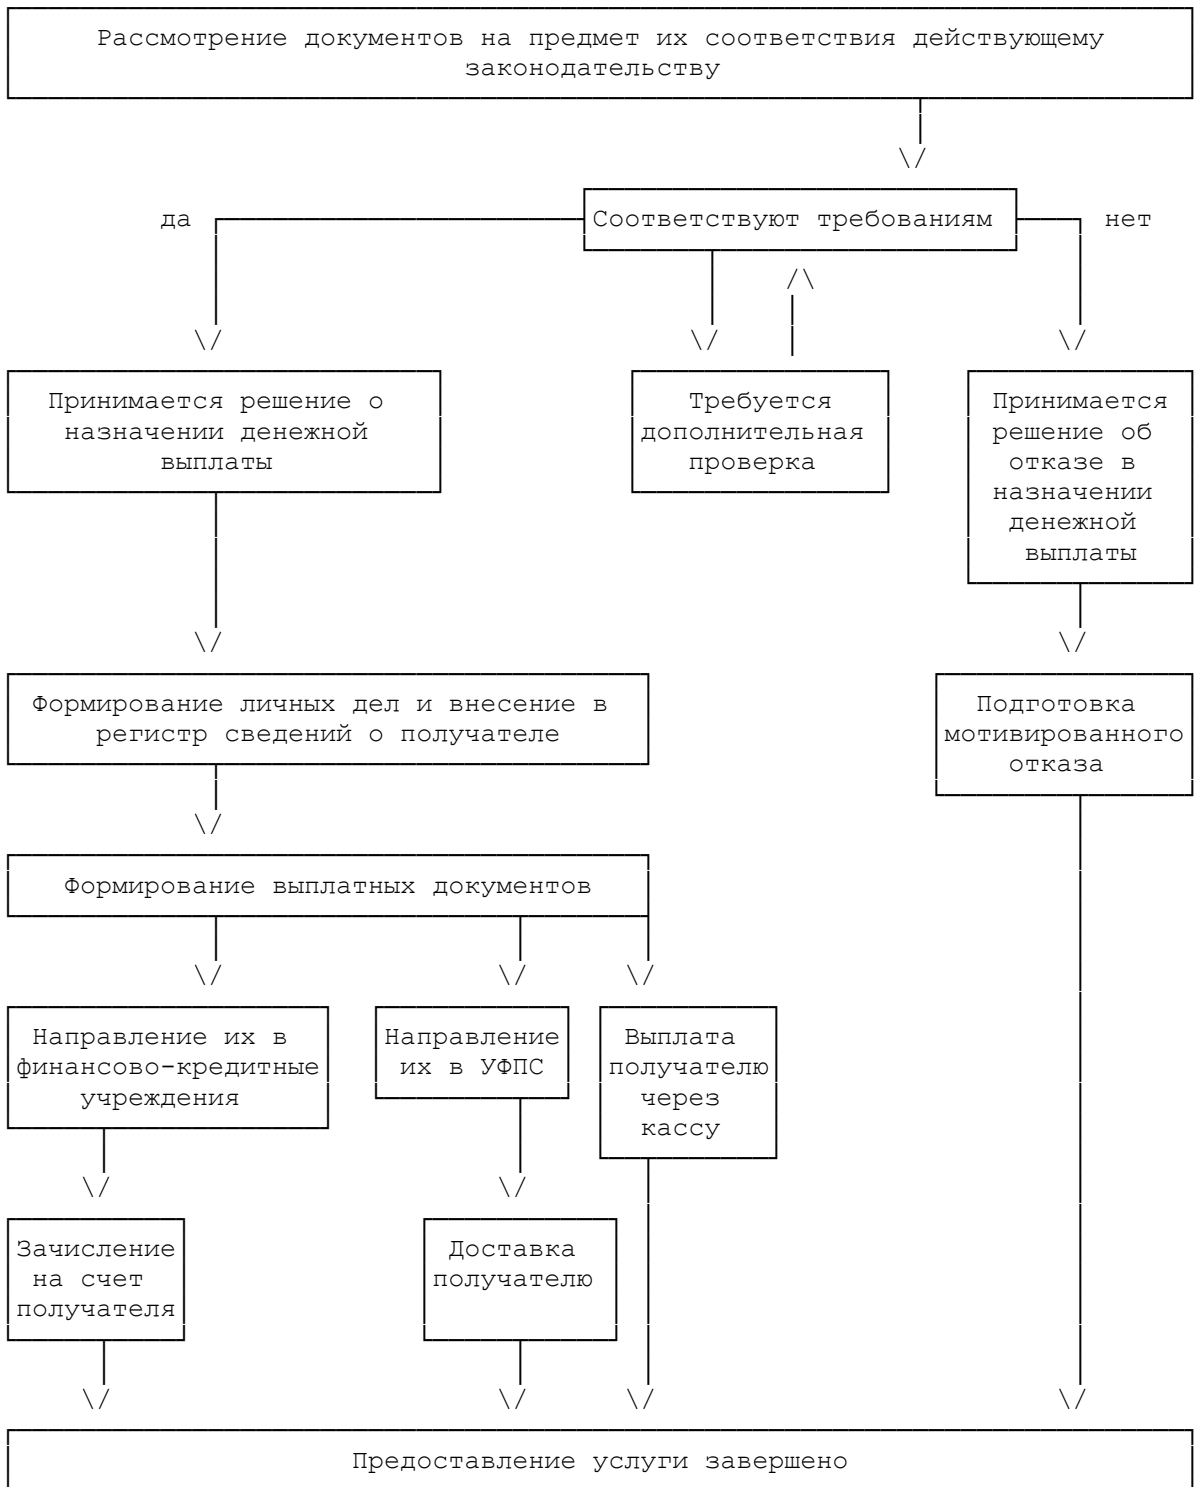 Рассмотрение документов на предмет их соответствия действующему
законодательству
да
Соответствуют требованиям
нет
Принимается решение о
назначении денежной
выплаты
Требуется
дополнительная
проверка
Принимается
решение об
отказе в
назначении
денежной
выплаты
Формирование личных дел и внесение в
регистр сведений о получателе
Подготовка
мотивированного
отказа
Формирование выплатных документов
Направление их в
финансово-кредитные
учреждения
Направление
их в УФПС
Выплата
получателю
через
кассу
Зачисление
на счет
получателя
Доставка
получателю
Предоставление услуги завершено